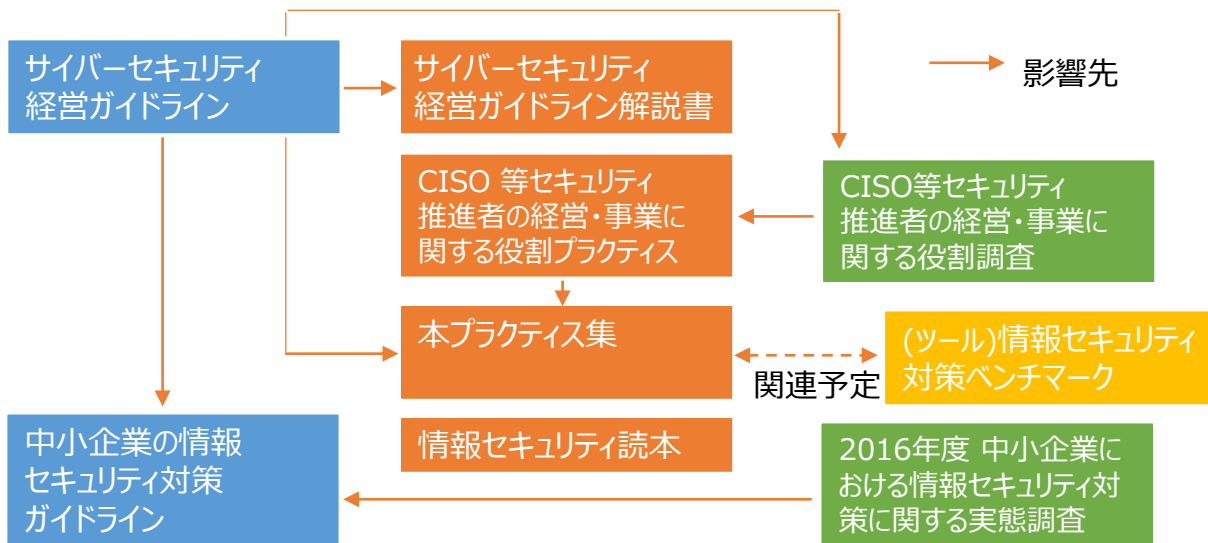 サイバーセキュリティ
経営ガイドライン
サイバーセキュリティ
経営ガイドライン解説書
影響先
CISO 等セキュリティ
推進者の経営・事業に
関する役割プラクティス
CISO等セキュリティ
推進者の経営・事業に
関する役割調査
本プラクティス集
関連予定
(ツール)情報セキュリティ
対策ベンチマーク
中小企業の情報
セキュリティ対策
ガイドライン
情報セキュリティ読本
2016年度 中小企業に
おける情報セキュリティ対
策に関する実態調査